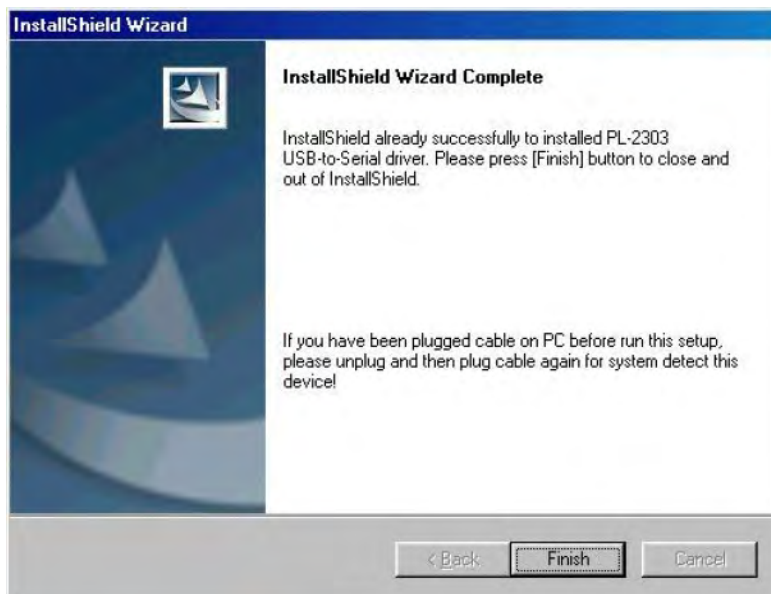 InstallShield Wizard
InstallShield Wizard Complete
InstallShield already successfully to installed PL-2303
USB-to-Serial driver. Please press [Finish] button to close and
out of InstallShield.
If you have been plugged cable on PC before run this setup,
please unplug and then plug cable again for system detect this
device!
< Back Finish Cancel